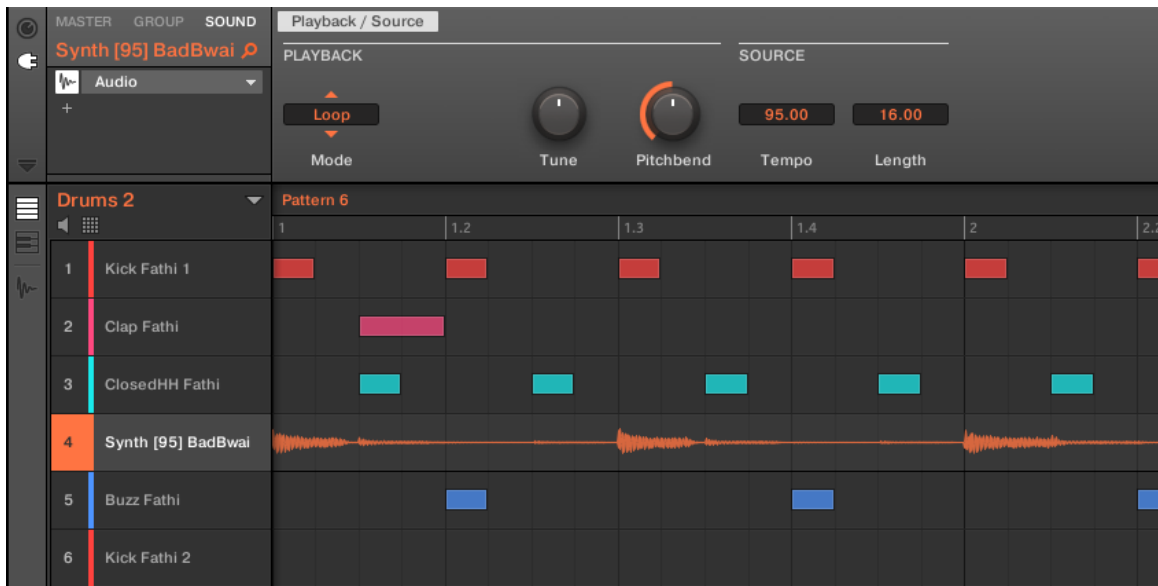 MASTER GROUP SOUND
Playback / Source
Synth [95] BadBwai
PLAYBACK
SOURCE
Audio
+
Loop
95.00
16.00
Mode
Tune
Pitchbend
Tempo
Length
Drums 2
Pattern 6
1 1.2 1.3 1.4 2
1 Kick Fathi 1
2 Clap Fathi
3 ClosedHH Fathi
4 Synth [95] BadBwai
5 Buzz Fathi
6 Kick Fathi 2